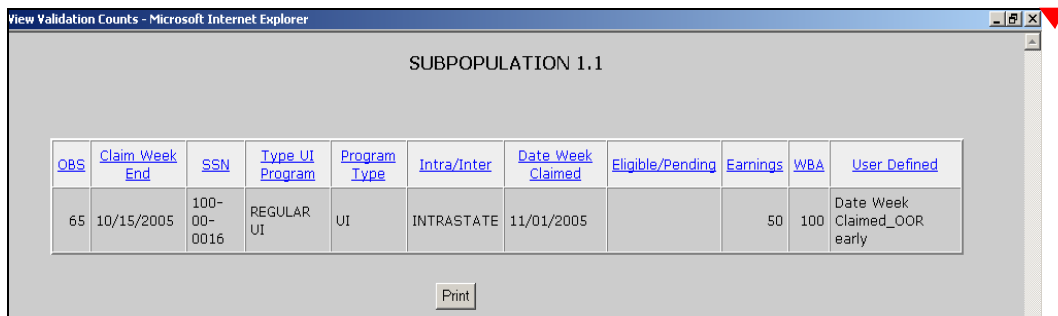 View Validation Counts - Microsoft Internet Explorer
SUBPOPULATION 1.1
OBS Claim Week End SSN Type UI Program Program Type Intra/Inter Date Week Claimed Eligible/Pending Earnings WBA User Defined
65 10/15/2005 100-00-0016 REGULAR UI UI INTRASTATE 11/01/2005 50 100 Date Week Claimed_OOR early
Print